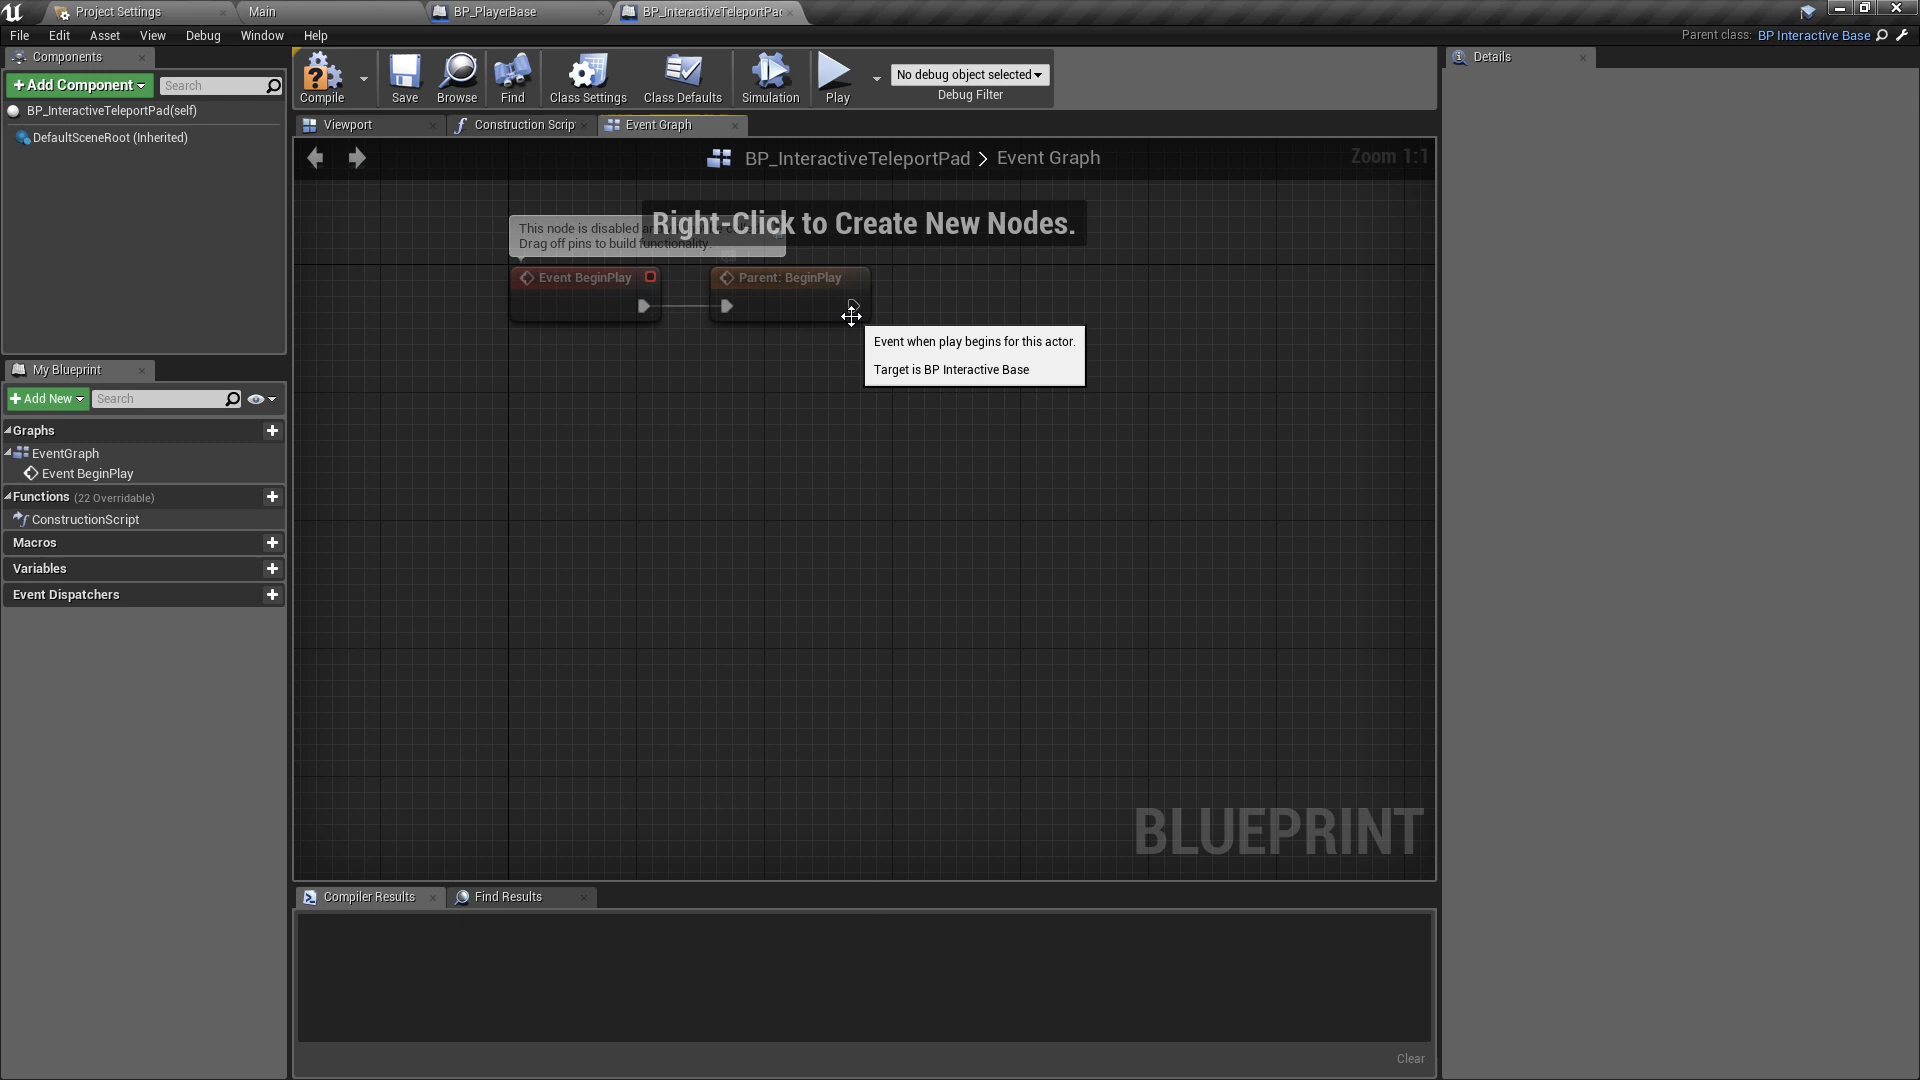 Project Settings
Main
BP_PlayerBase
BP_InteractiveTeleportPad
File
Edit
Asset
View
Debug
Window
Help
Parent class: BP Interactive Base
Components
Add Component
Search
BP_InteractiveTeleportPad(self)
DefaultSceneRoot (Inherited)
My Blueprint
Add New
Search
Graphs
EventGraph
Event BeginPlay
Functions (22 Overridable)
ConstructionScript
Macros
Variables
Event Dispatchers
Compile
Save
Browse
Find
Class Settings
Class Defaults
Simulation
Play
No debug object selected
Debug Filter
Viewport
Construction Scrip
Event Graph
BP_InteractiveTeleportPad > Event Graph
Zoom 1:1
Right-Click to Create New Nodes.
This node is disabled
Drag off pins to build functionality.
Event BeginPlay
Parent: BeginPlay
Event when play begins for this actor.
Target is BP Interactive Base
BLUEPRINT
Compiler Results
Find Results
Clear
Details